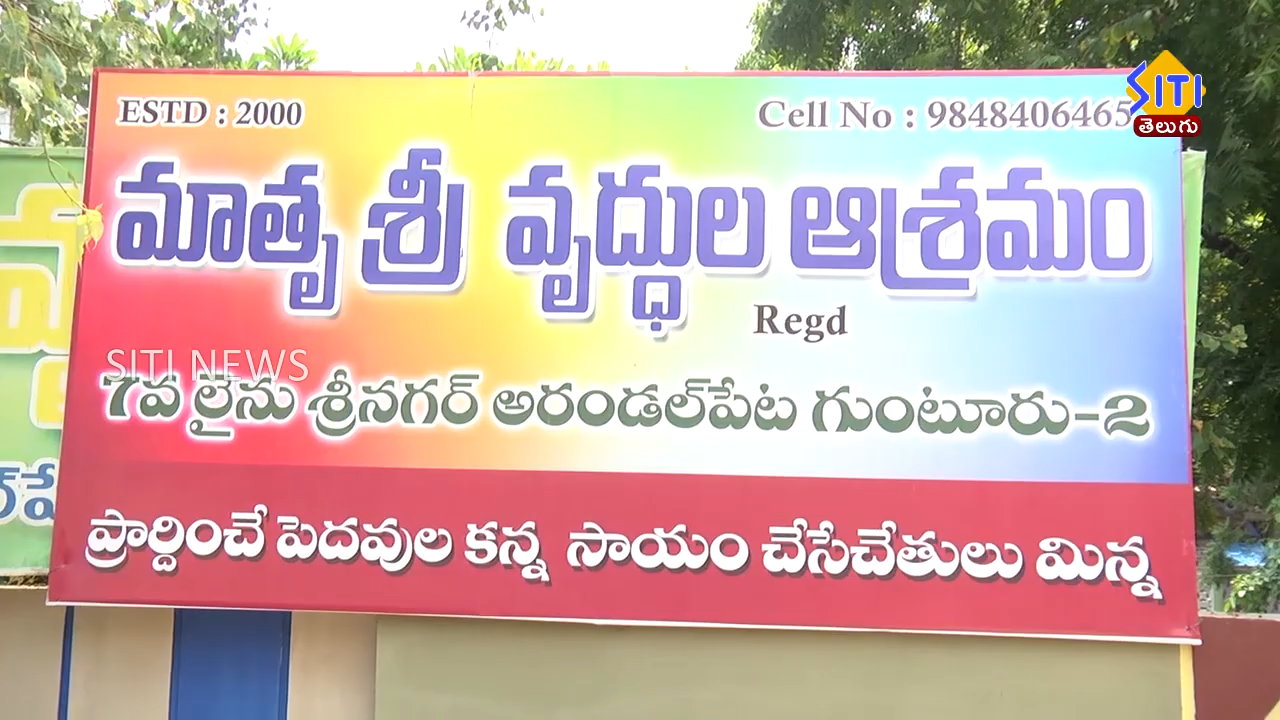 ESTD : 2000
Cell No : 9848406465
SITI
తెలుగు
మాతృ శ్రీ వృద్ధుల ఆశ్రమం
Regd
SITI NEWS
7వ లైను శ్రీనగర్ అరండల్‌పేట గుంటూరు-2
ప్రార్దించే పెదవుల కన్న సాయం చేసేచేతులు మిన్న